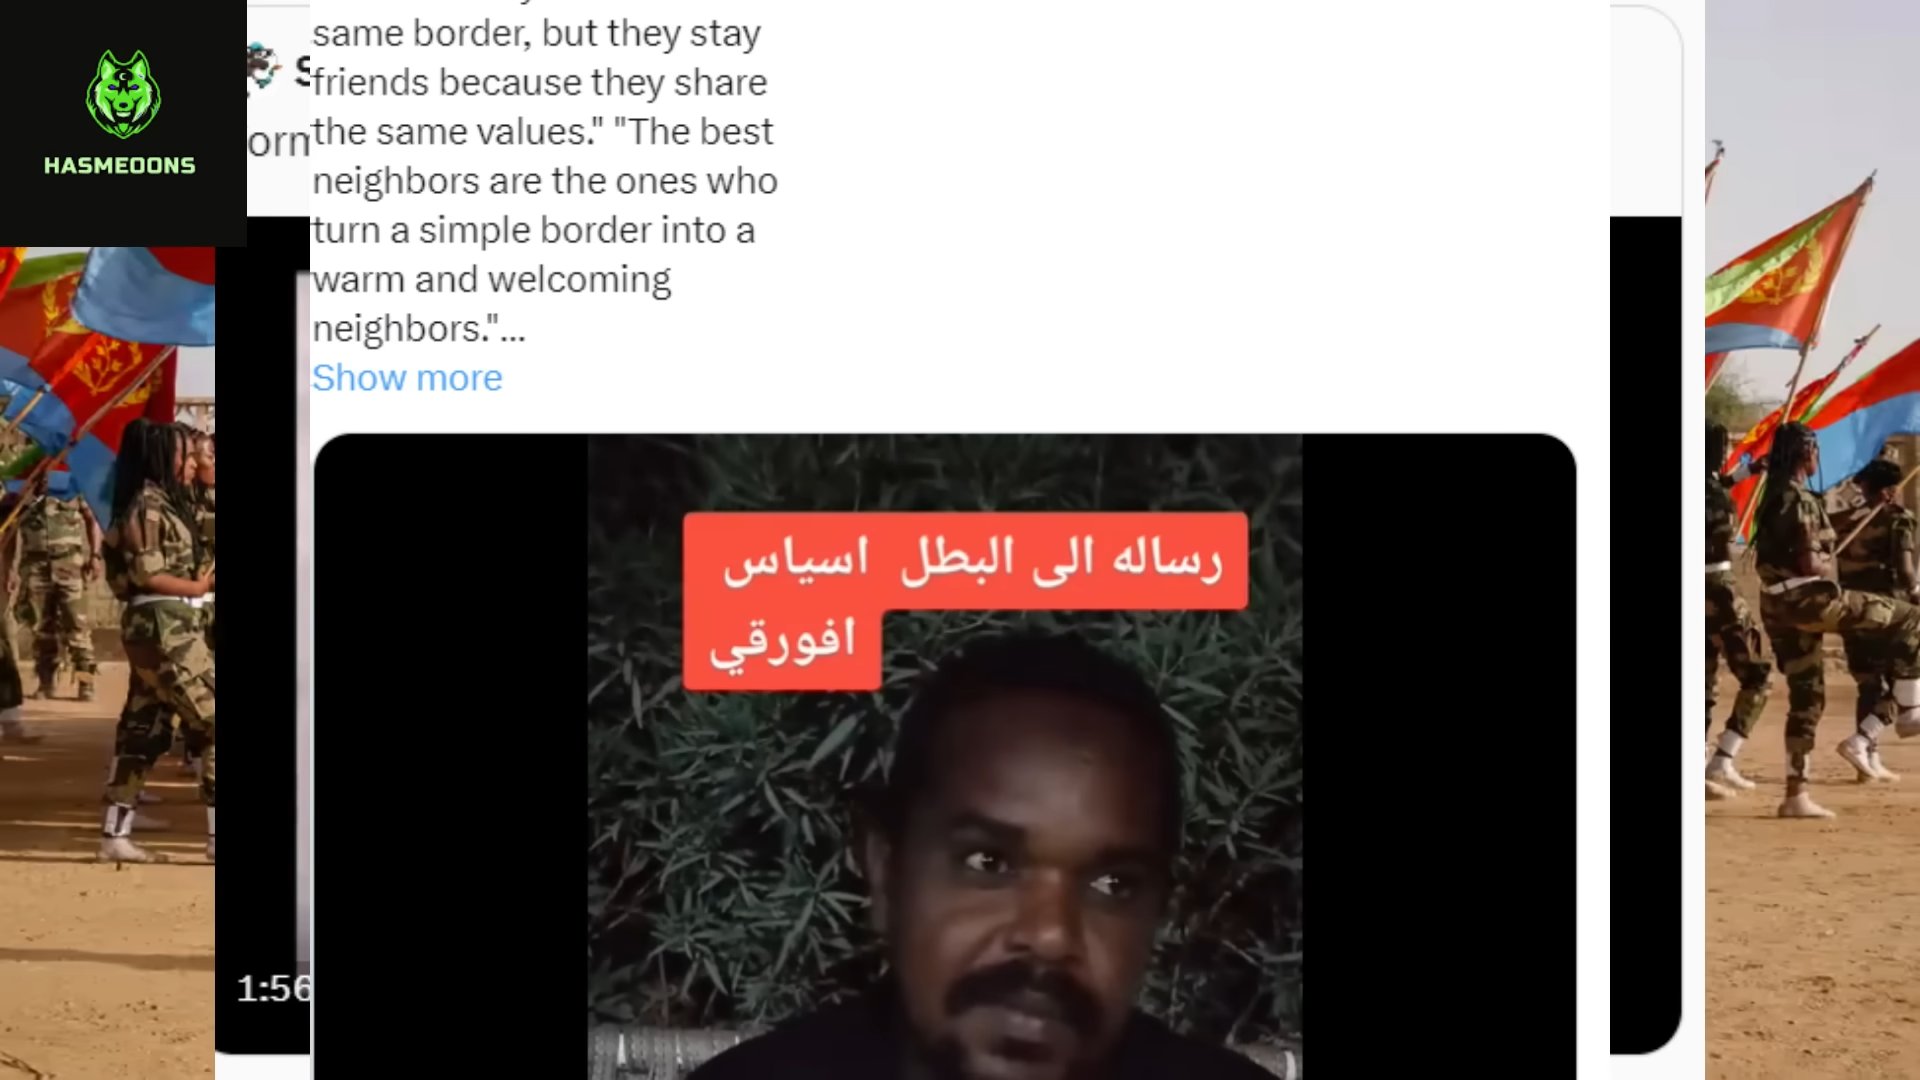 HASMEOONS
same border, but they stay
friends because they share
the same values." "The best
neighbors are the ones who
turn a simple border into a
warm and welcoming
neighbors."...
Show more
رساله الى البطل اسياس
افورقي
1:56